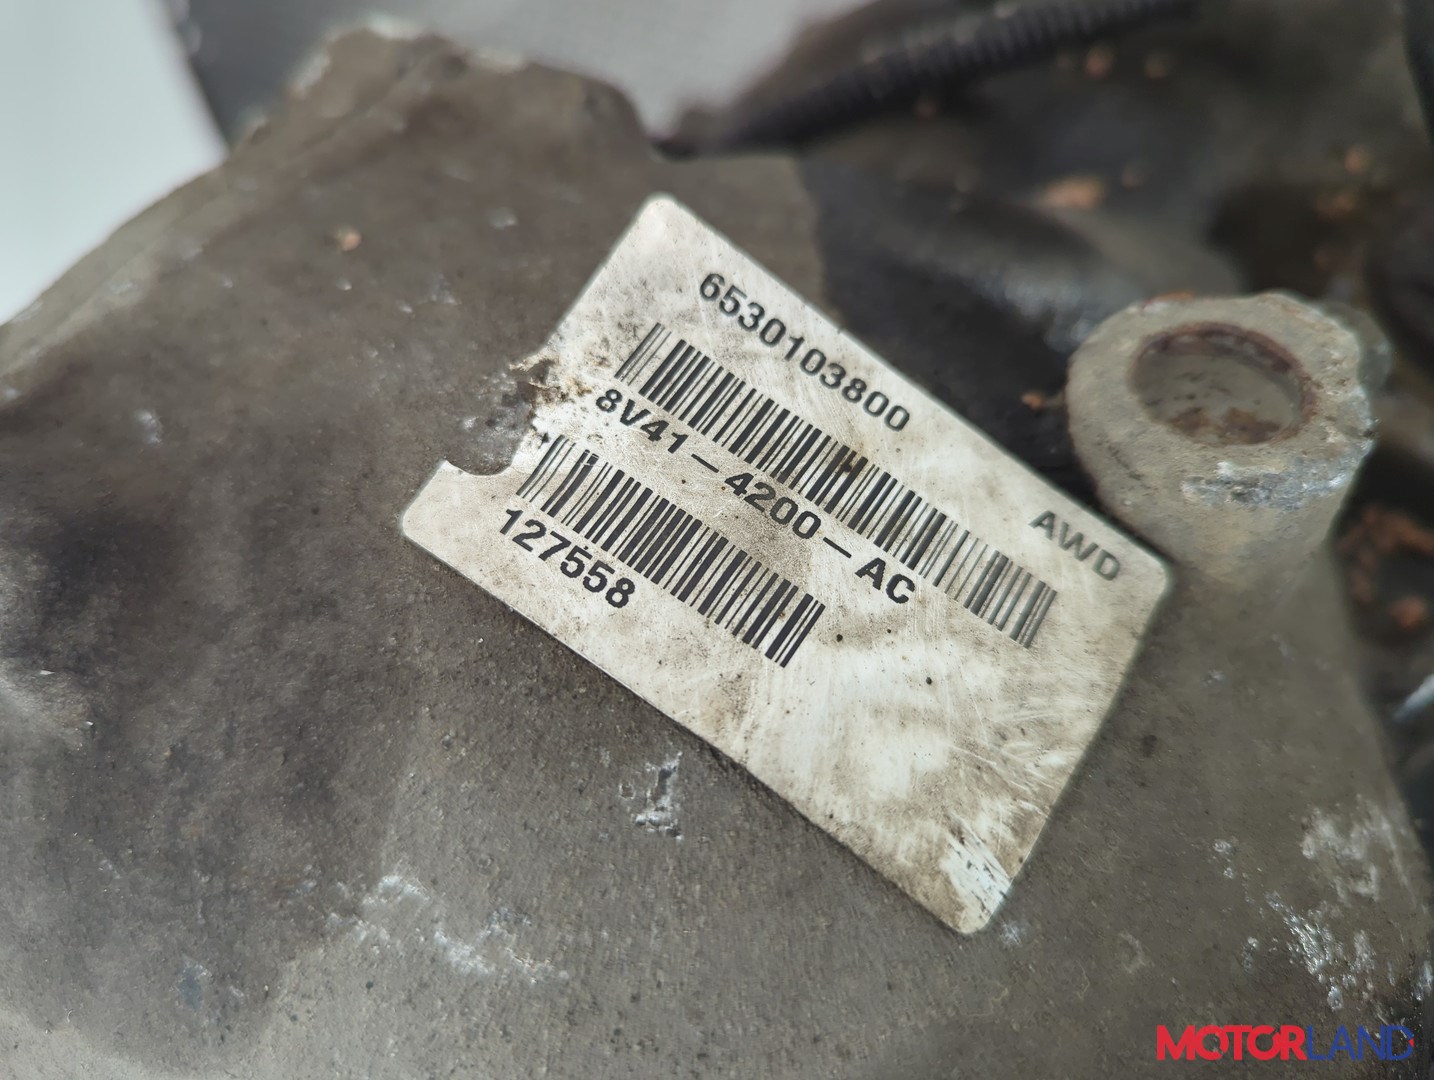 6530103800
8V41-4200-AC
AWD
127558
MOTORLAND